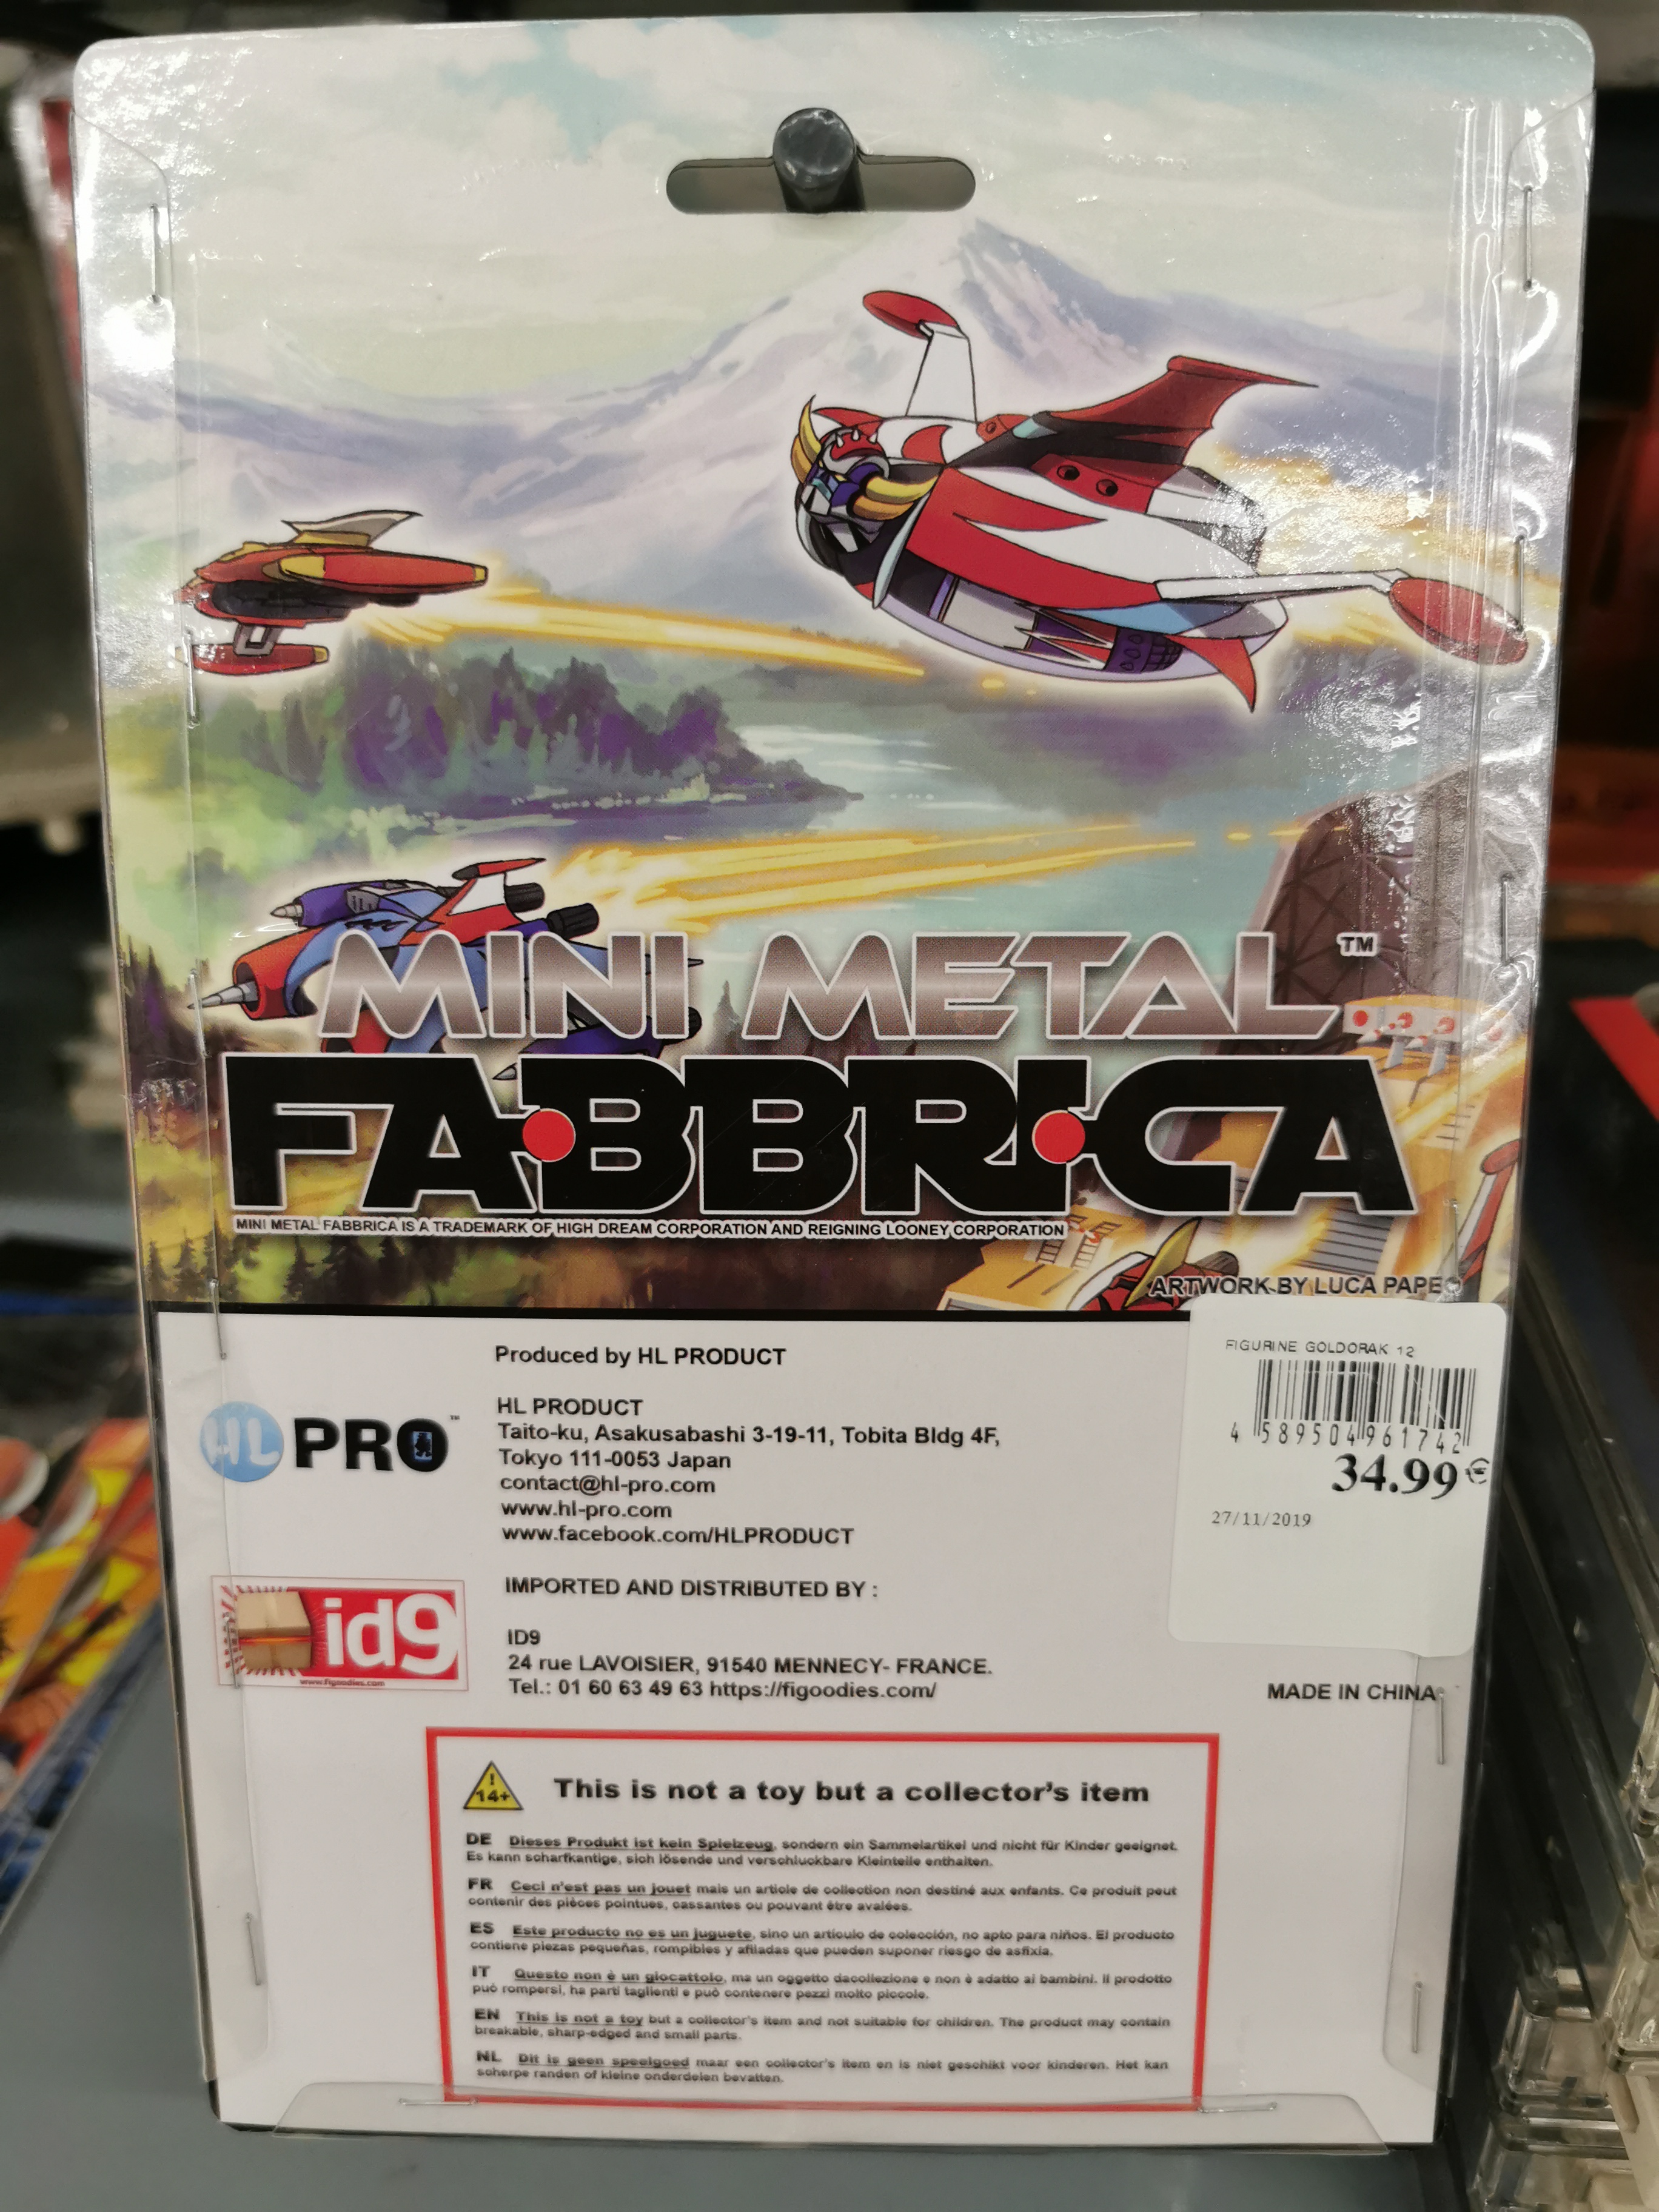 MINI METAL ™
FABBRICA
MINI METAL FABBRICA IS A TRADEMARK OF HIGH DREAM CORPORATION AND REIGNING LOONEY CORPORATION
ARTWORK BY LUCA PAPEO
FIGURINE GOLDORAK 12
4 589504 961742
34.99€
27/11/2019
Produced by HL PRODUCT
HL PRO™
HL PRODUCT
Taito-ku, Asakusabashi 3-19-11, Tobita Bldg 4F,
Tokyo 111-0053 Japan
contact@hl-pro.com
www.hl-pro.com
www.facebook.com/HLPRODUCT
IMPORTED AND DISTRIBUTED BY :
id9
www.figoodies.com
ID9
24 rue LAVOISIER, 91540 MENNECY- FRANCE.
Tel.: 01 60 63 49 63 https://figoodies.com/
MADE IN CHINA
! 14+
This is not a toy but a collector's item
DE Dieses Produkt ist kein Spielzeug, sondern ein Sammelartikel und nicht für Kinder geeignet.
Es kann scharfkantige, sich lösende und verschluckbare Kleinteile enthalten.
FR Ceci n'est pas un jouet mais un article de collection non destiné aux enfants. Ce produit peut
contenir des pièces pointues, cassantes ou pouvant être avalées.
ES Este producto no es un juguete, sino un artículo de colección, no apto para niños. El producto
contiene piezas pequeñas, rompibles y afiladas que pueden suponer riesgo de asfixia.
IT Questo non è un giocattolo, ma un oggetto dacollezione e non è adatto ai bambini. Il prodotto
può rompersi, ha parti taglienti e può contenere pezzi molto piccole.
EN This is not a toy but a collector's item and not suitable for children. The product may contain
breakable, sharp-edged and small parts.
NL Dit is geen speelgoed maar een collector's item en is niet geschikt voor kinderen. Het kan
scherpe randen of kleine onderdelen bevatten.